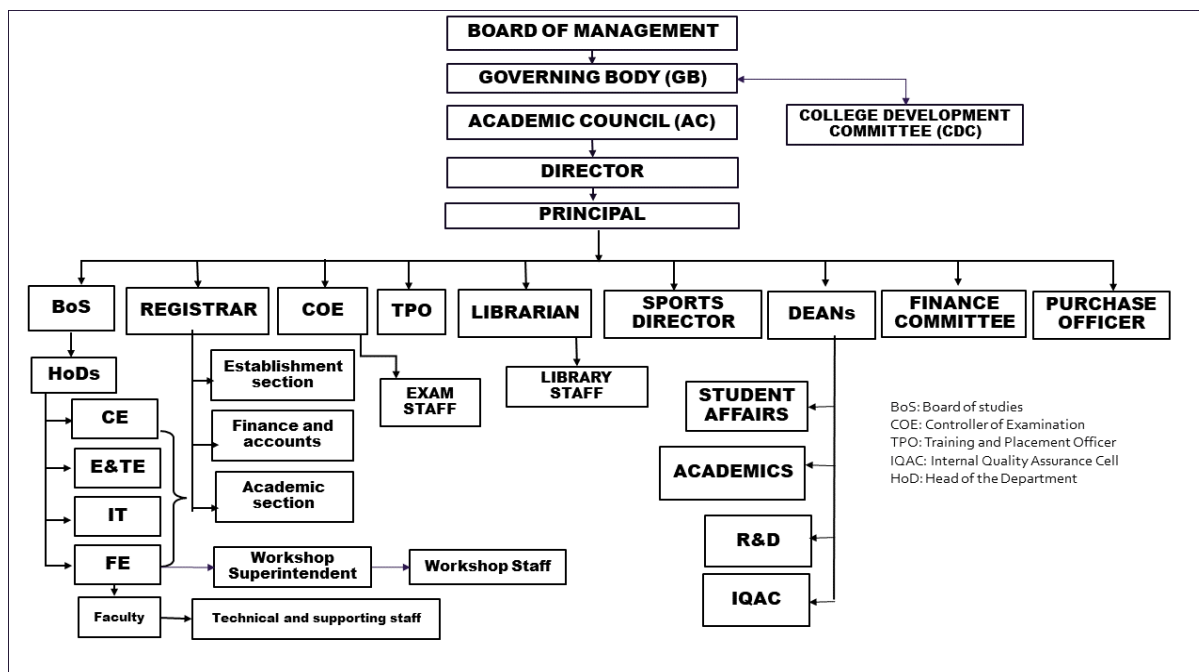 BOARD OF MANAGEMENT
GOVERNING BODY (GB)
ACADEMIC COUNCIL (AC)
COLLEGE DEVELOPMENT
COMMITTEE (CDC)
DIRECTOR
PRINCIPAL
BoS
REGISTRAR
COE
TPO
LIBRARIAN
SPORTS
DIRECTOR
DEANs
FINANCE
COMMITTEE
PURCHASE
OFFICER
HoDs
Establishment
section
EXAM
STAFF
LIBRARY
STAFF
STUDENT
AFFAIRS
CE
Finance and
accounts
E&TE
ACADEMICS
Academic
section
IT
R&D
FE
Workshop
Superintendent
Workshop Staff
IQAC
Faculty
Technical and supporting staff
BoS: Board of studies
COE: Controller of Examination
TPO: Training and Placement Officer
IQAC: Internal Quality Assurance Cell
HoD: Head of the Department